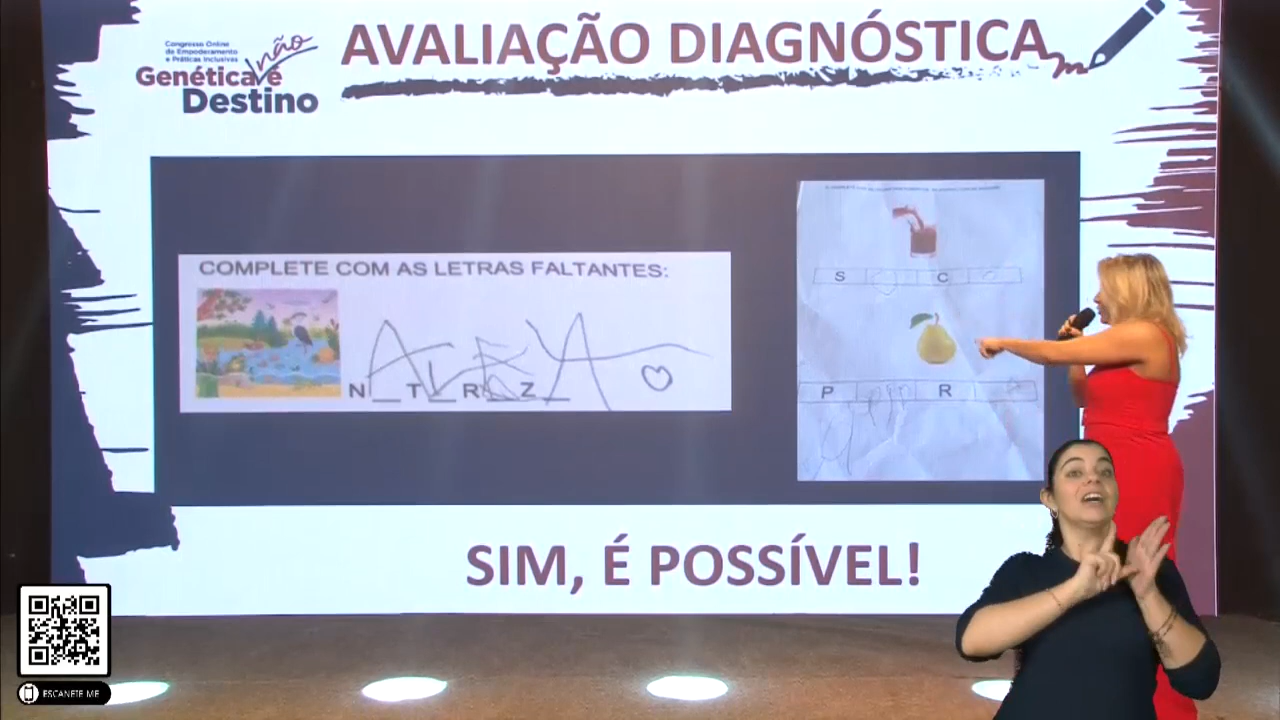 Congresso Online
de Empoderamento
e Práticas Inclusivas
Genética não é
Destino
AVALIAÇÃO DIAGNÓSTICA
COMPLETE COM AS LETRAS FALTANTES:
N_T_R_Z_
S C
P R
SIM, É POSSÍVEL!
ESCANEIE ME